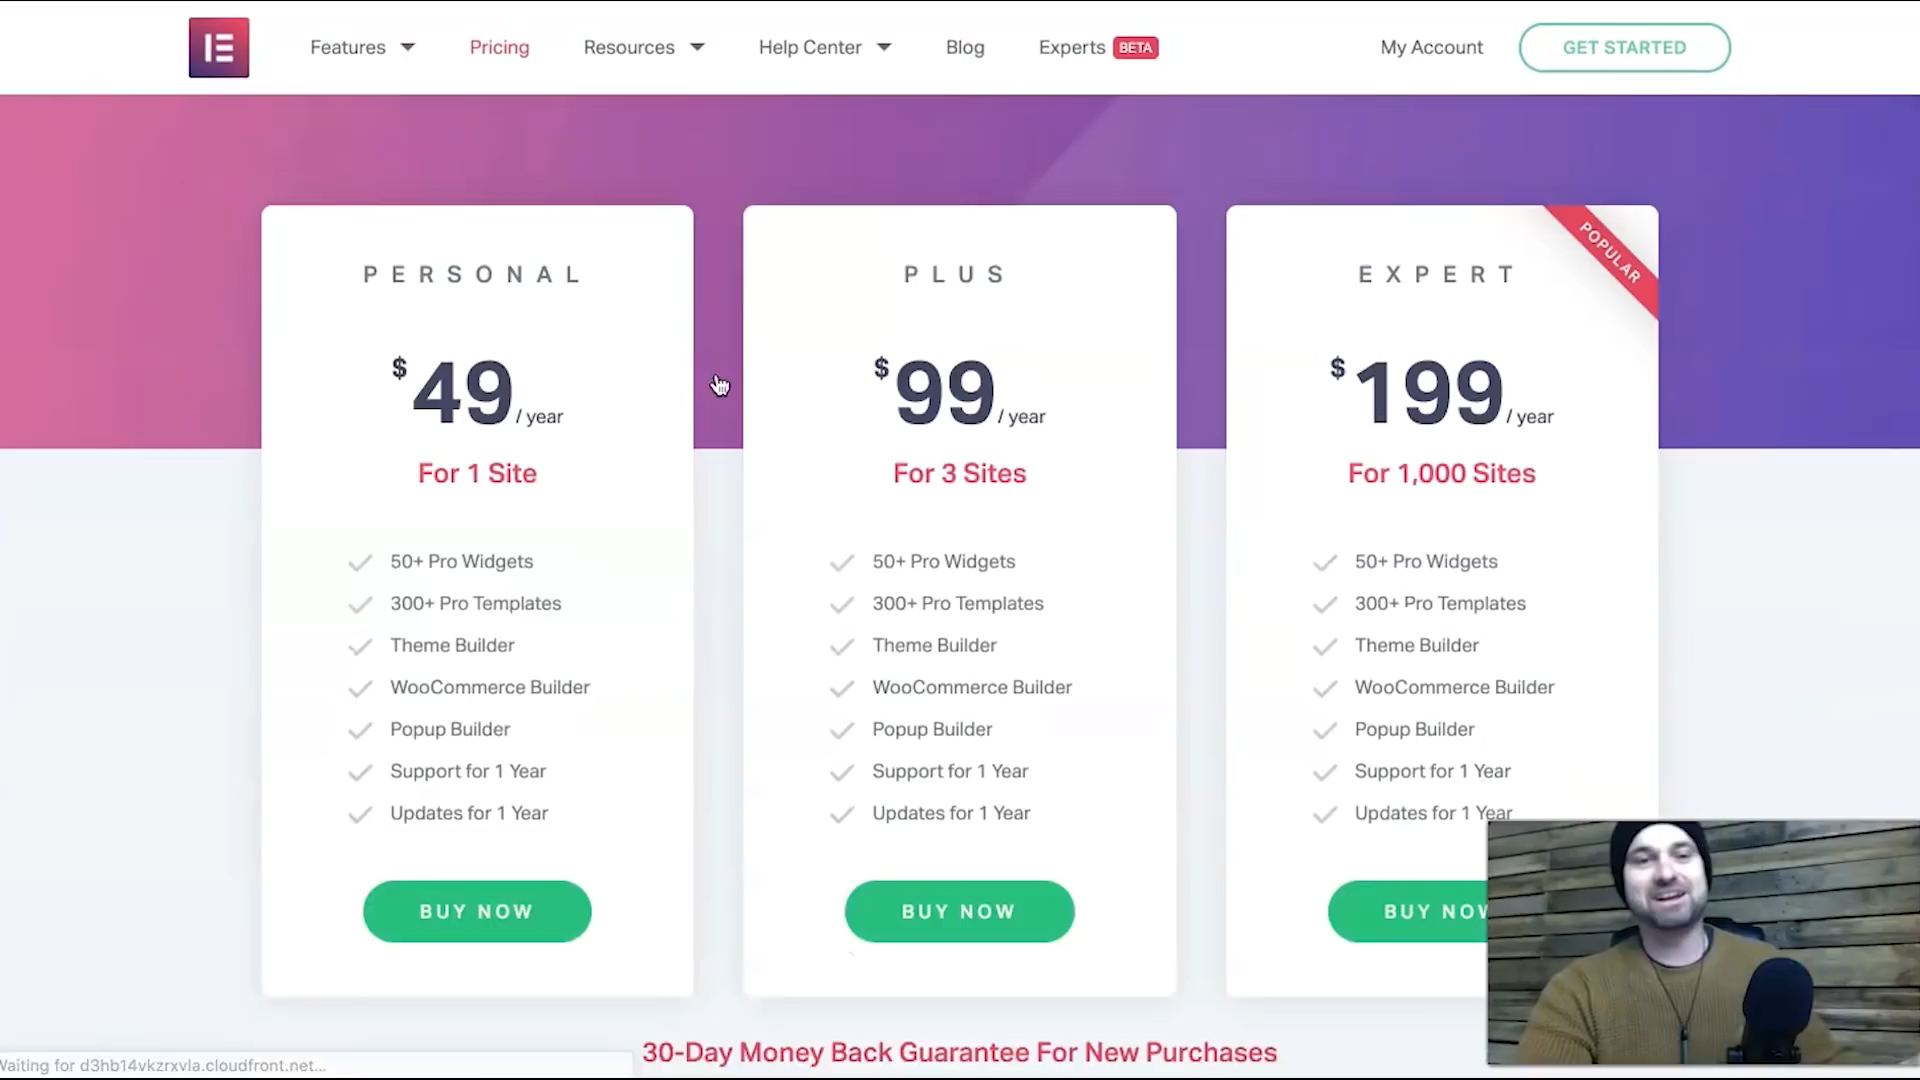 Features
Pricing
Resources
Help Center
Blog
Experts BETA
My Account
GET STARTED
PERSONAL
$49/ year
For 1 Site
50+ Pro Widgets
300+ Pro Templates
Theme Builder
WooCommerce Builder
Popup Builder
Support for 1 Year
Updates for 1 Year
BUY NOW
PLUS
$99/ year
For 3 Sites
50+ Pro Widgets
300+ Pro Templates
Theme Builder
WooCommerce Builder
Popup Builder
Support for 1 Year
Updates for 1 Year
BUY NOW
POPULAR
EXPERT
$199/ year
For 1,000 Sites
50+ Pro Widgets
300+ Pro Templates
Theme Builder
WooCommerce Builder
Popup Builder
Support for 1 Year
Updates for 1 Year
BUY NOW
30-Day Money Back Guarantee For New Purchases
Waiting for d3hb14vkzrxvla.cloudfront.net...